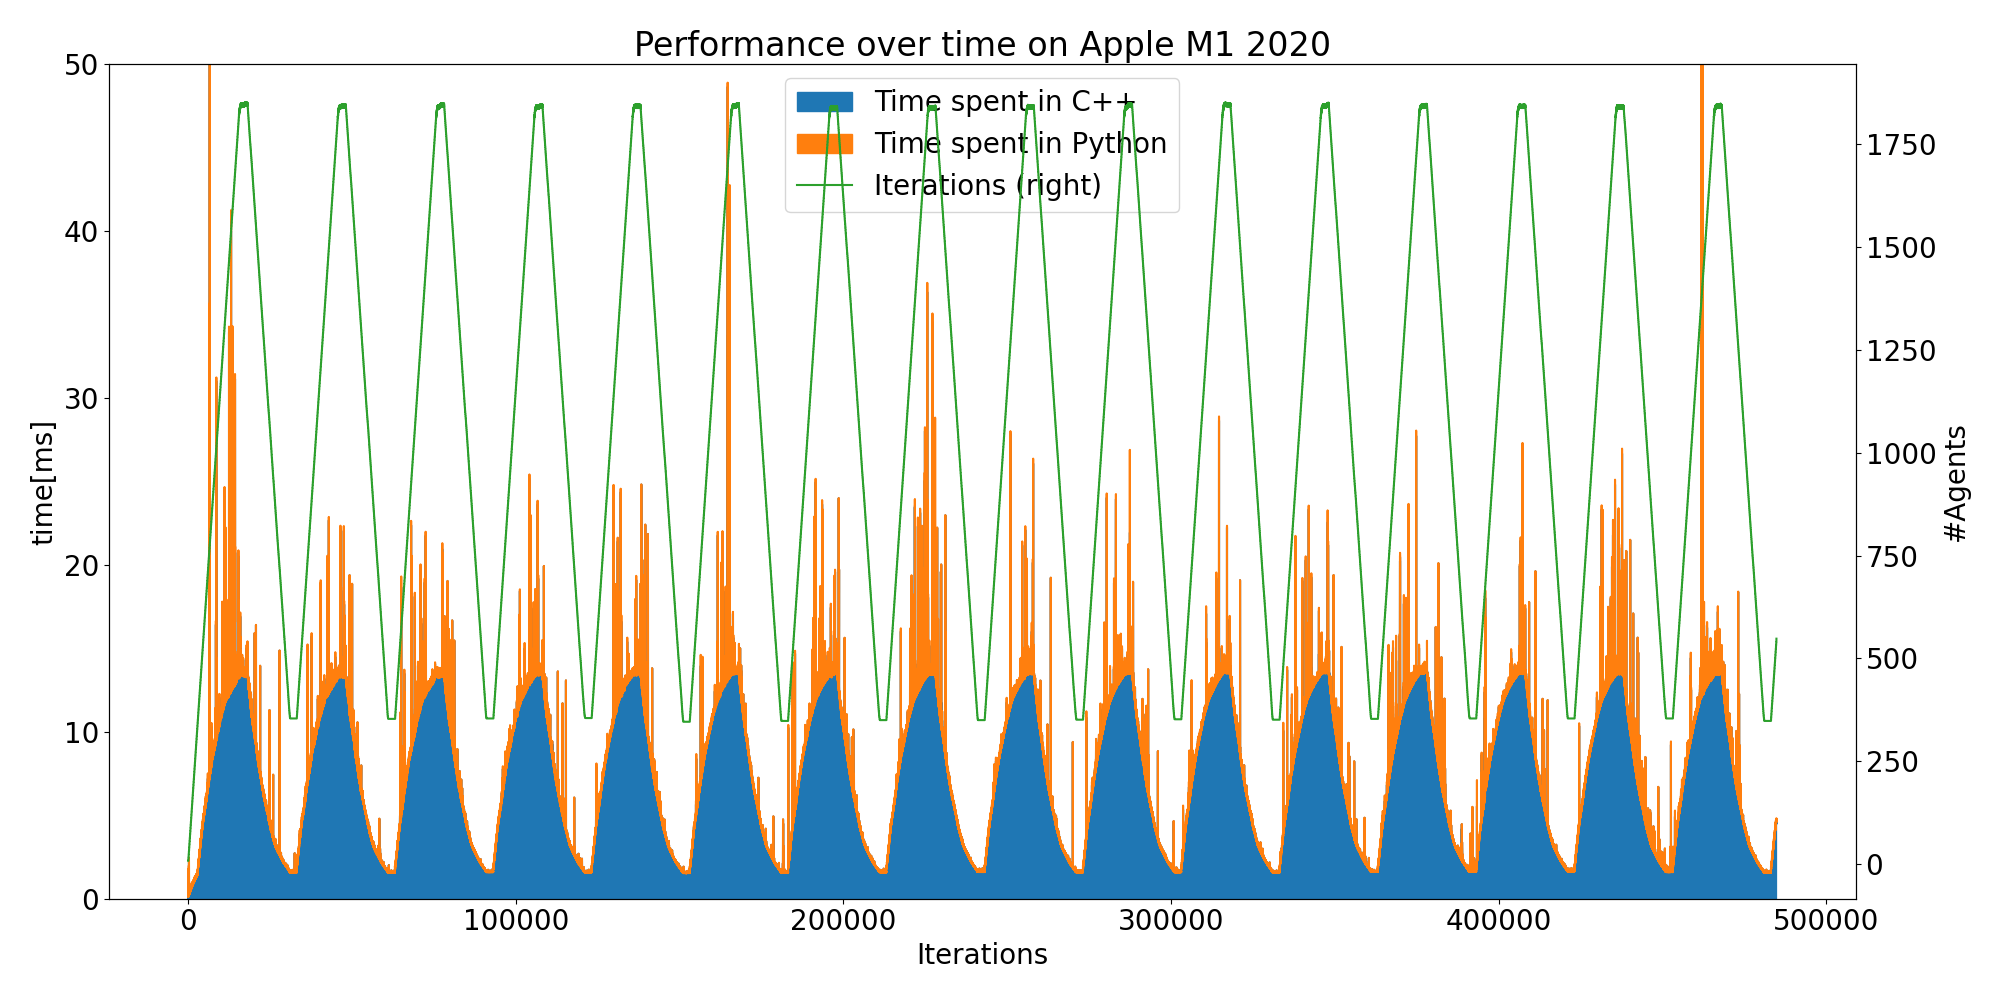 Performance over time on Apple M1 2020
Time spent in C++
Time spent in Python
Iterations (right)
50
40
30
20
10
0
time[ms]
1750
1500
1250
1000
750
500
250
0
#Agents
0
100000
200000
300000
400000
500000
Iterations